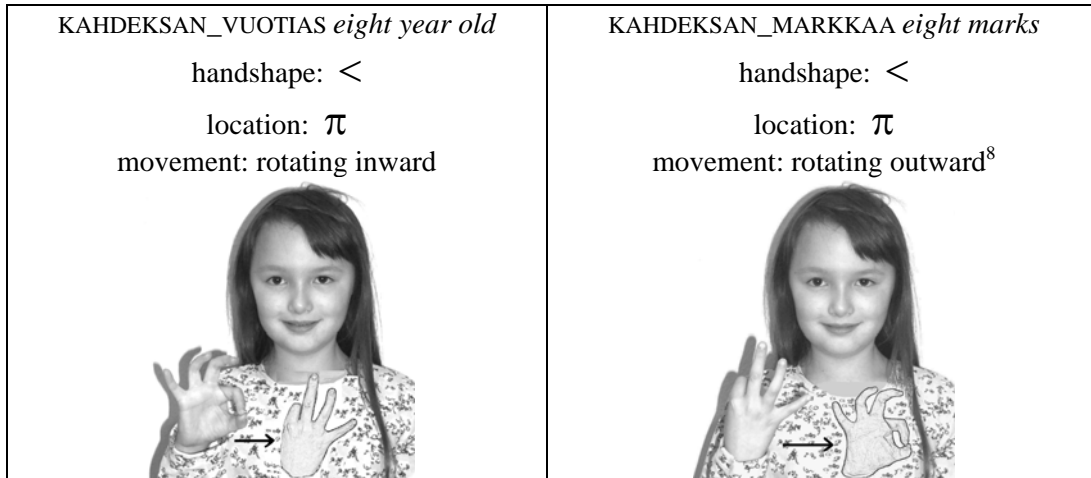 KAHDEKSAN_VUOTIAS eight year old
handshape: <
location: π
movement: rotating inward
KAHDEKSAN_MARKKAA eight marks
handshape: <
location: π
movement: rotating outward⁸